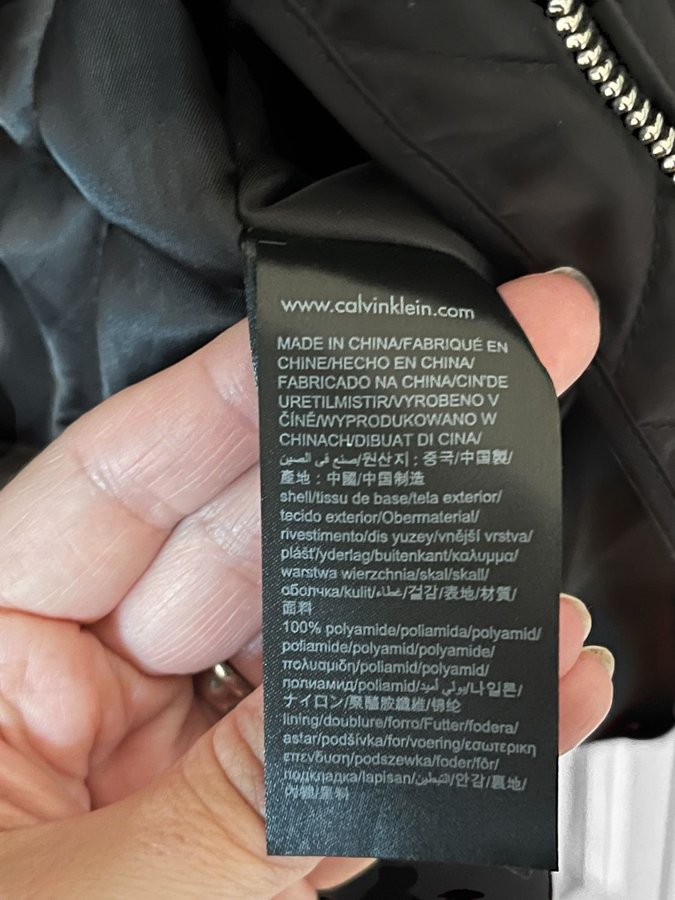 www.calvinklein.com
MADE IN CHINA/FABRIQUÉ EN
CHINE/HECHO EN CHINA/
FABRICADO NA CHINA/CIN'DE
URETILMISTIR/VYROBENO V
ČÍNĚ/WYPRODUKOWANO W
CHINACH/DIBUAT DI CINA/
صنع في الصين/원산지 : 중국/中国製/
產地 : 中國/中国制造
shell/tissu de base/tela exterior/
tecido exterior/Obermaterial/
rivestimento/dis yuzey/vnější vrstva/
plášť/yderlag/buitenkant/καλυμμα/
warstwa wierzchnia/skal/skall/
оболчка/kulit/غطاء/겉감/表地/材質/
面料
100% polyamide/poliamida/polyamid/
poliamide/polyamid/polyamide/
πολυαμιδη/poliamid/polyamid/
полиамид/poliamid/بولي أميد/나일론/
ナイロン/聚醯胺纖維/锦纶
lining/doublure/forro/Futter/fodera/
astar/podšívka/for/voering/εσωτερικη
επενδυση/podszewka/foder/fôr/
подкладка/lapisan/التبطين/안감/裏地/
內襯/里料